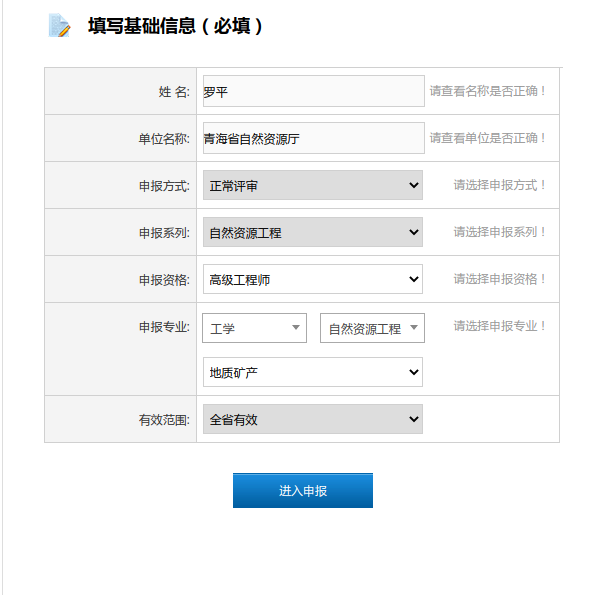 填写基础信息（必填）
姓 名: 罗平 请查看名称是否正确！
单位名称: 青海省自然资源厅 请查看单位是否正确！
申报方式: 正常评审 请选择申报方式！
申报系列: 自然资源工程 请选择申报系列！
申报资格: 高级工程师 请选择申报资格！
申报专业: 工学 自然资源工程 请选择申报专业！
地质矿产
有效范围: 全省有效
进入申报